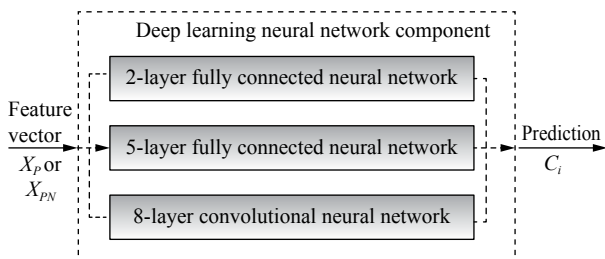 Deep learning neural network component
2-layer fully connected neural network
Feature
vector
X_P or
X_PN
5-layer fully connected neural network
Prediction
C_i
8-layer convolutional neural network